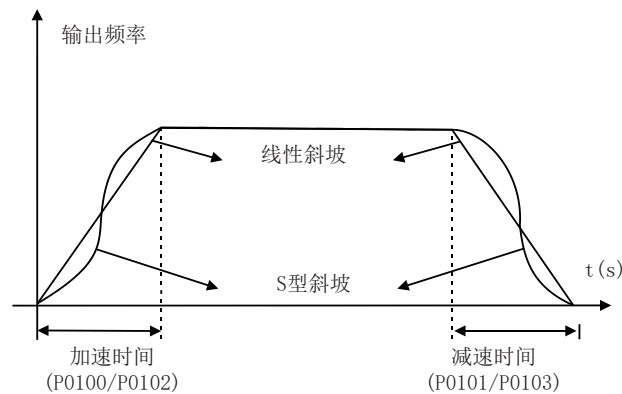 输出频率
线性斜坡
S型斜坡
t(s)
加速时间
(P0100/P0102)
减速时间
(P0101/P0103)